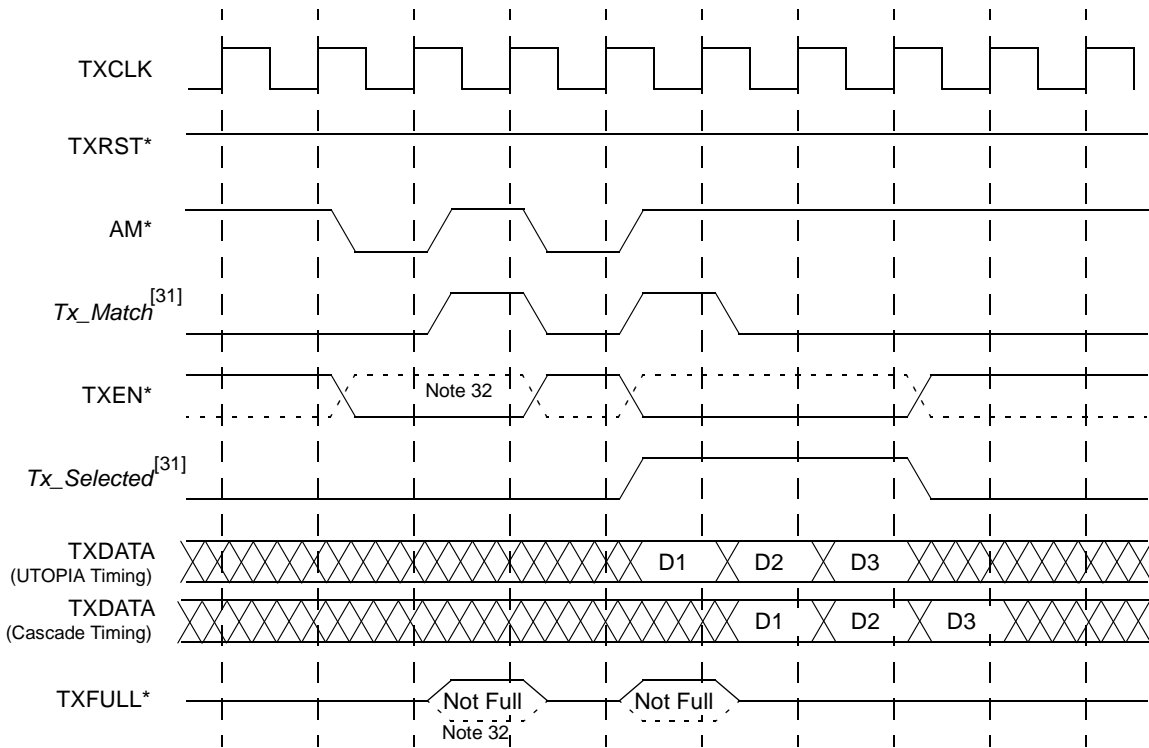 TXCLK
TXRST*
AM*
Tx_Match[31]
TXEN*
Note 32
Tx_Selected[31]
TXDATA
(UTOPIA Timing)
D1 D2 D3
TXDATA
(Cascade Timing)
D1 D2 D3
TXFULL*
Not Full Not Full
Note 32